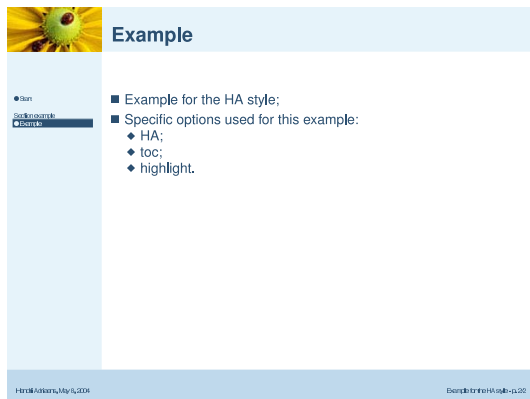 Example
● Start
Section example
● Example
■ Example for the HA style;
■ Specific options used for this example:
◆ HA;
◆ toc;
◆ highlight.
Hendri Adriaens, May 8, 2004
Example for the HA style - p. 2/2